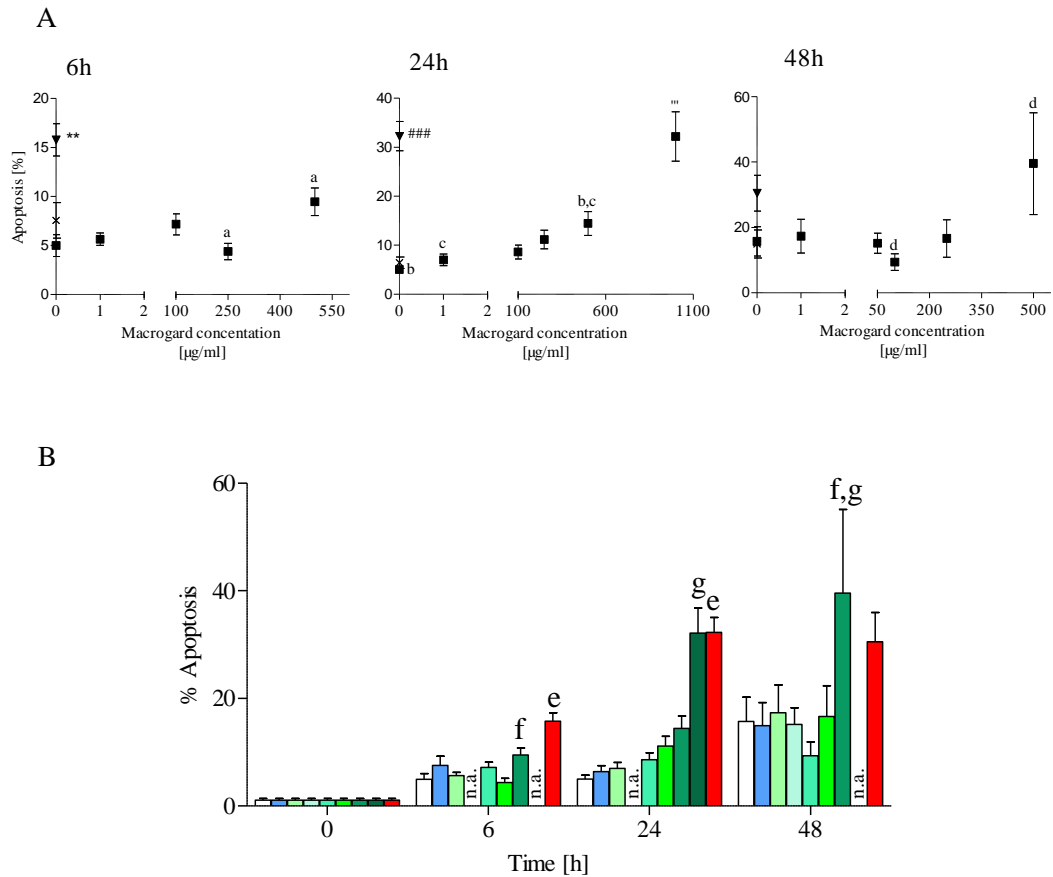 A
6h
24h
48h
Apoptosis [%]
20
15
10
5
0
**
a
a
0 1 2 100 250 400 550
Macrogard concentation
[µg/ml]
40
30
20
10
0
###
b
c
b,c
'''
0 1 2 100 600 1100
Macrogard concentration
[µg/ml]
60
40
20
0
d
d
0 1 2 50 200 350 500
Macrogard concentration
[µg/ml]
B
% Apoptosis
60
40
20
0
n.a.
f
n.a.
e
n.a.
g
e
f,g
n.a.
0 6 24 48
Time [h]